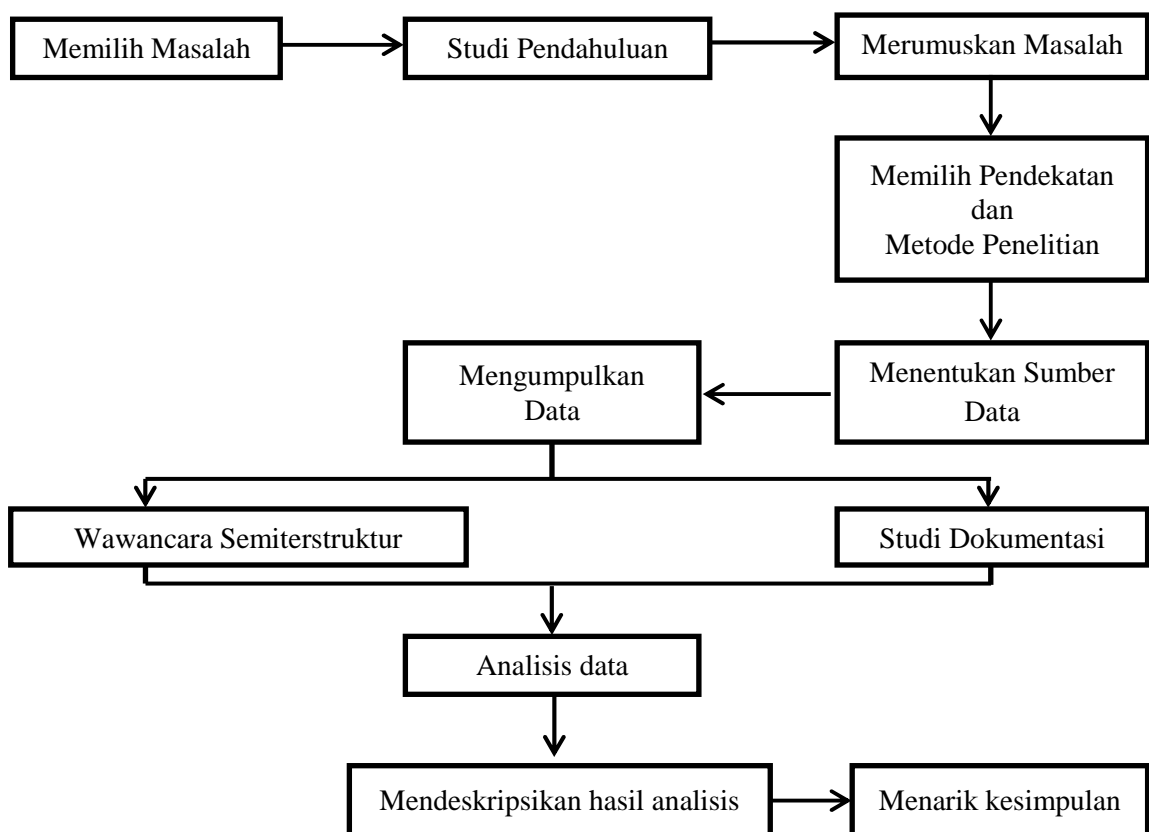 Memilih Masalah
Studi Pendahuluan
Merumuskan Masalah
Memilih Pendekatan
dan
Metode Penelitian
Menentukan Sumber
Data
Mengumpulkan
Data
Wawancara Semiterstruktur
Studi Dokumentasi
Analisis data
Mendeskripsikan hasil analisis
Menarik kesimpulan